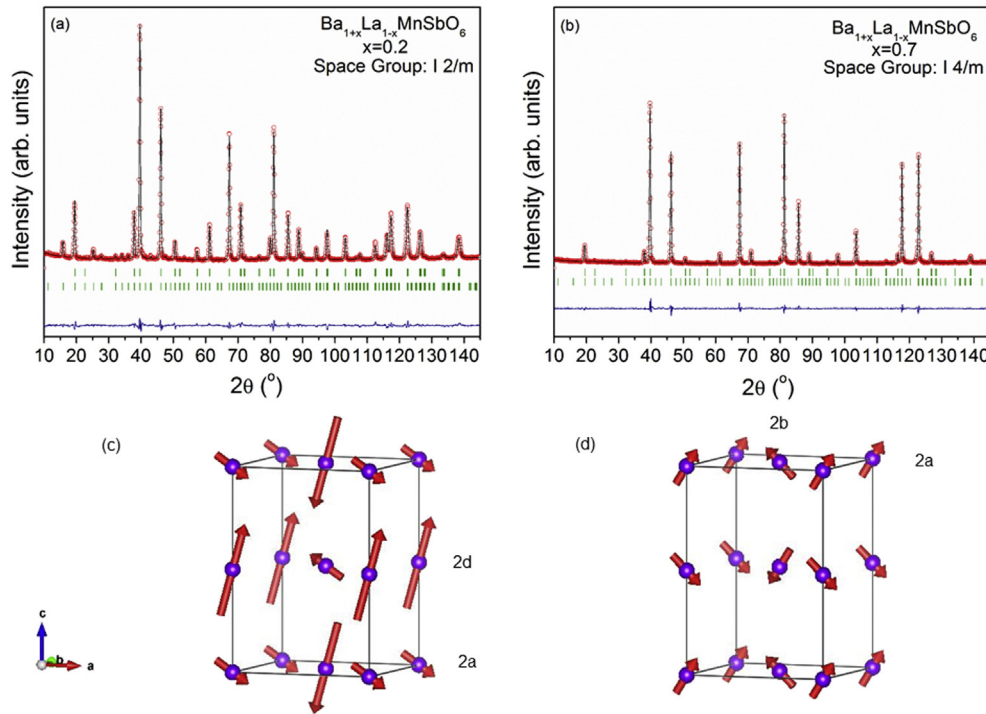 (a)
Ba₁₊ₓLa₁₋ₓMnSbO₆
x=0.2
Space Group: I 2/m
Intensity (arb. units)
10 20 30 40 50 60 70 80 90 100 110 120 130 140
2θ (°)
(b)
Ba₁₊ₓLa₁₋ₓMnSbO₆
x=0.7
Space Group: I 4/m
Intensity (arb. units)
10 20 30 40 50 60 70 80 90 100 110 120 130 140
2θ (°)
(c)
2d
2a
c
b
a
(d)
2b
2a